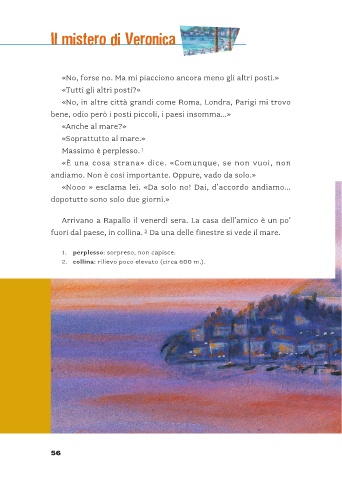 Il mistero di Veronica
«No, forse no. Ma mi piacciono ancora meno gli altri posti.»
«Tutti gli altri posti?»
«No, in altre città grandi come Roma, Londra, Parigi mi trovo
bene, odio però i posti piccoli, i paesi insomma...»
«Anche al mare?»
«Soprattutto al mare.»
Massimo è perplesso. 1
«È una cosa strana» dice. «Comunque, se non vuoi, non
andiamo. Non è così importante. Oppure, vado da solo.»
«Nooo » esclama lei. «Da solo no! Dai, d'accordo andiamo...
dopotutto sono solo due giorni.»
Arrivano a Rapallo il venerdì sera. La casa dell'amico è un po'
fuori dal paese, in collina. 2 Da una delle finestre si vede il mare.
1. perplesso: sorpreso, non capisce.
2. collina: rilievo poco elevato (circa 600 m.).
56